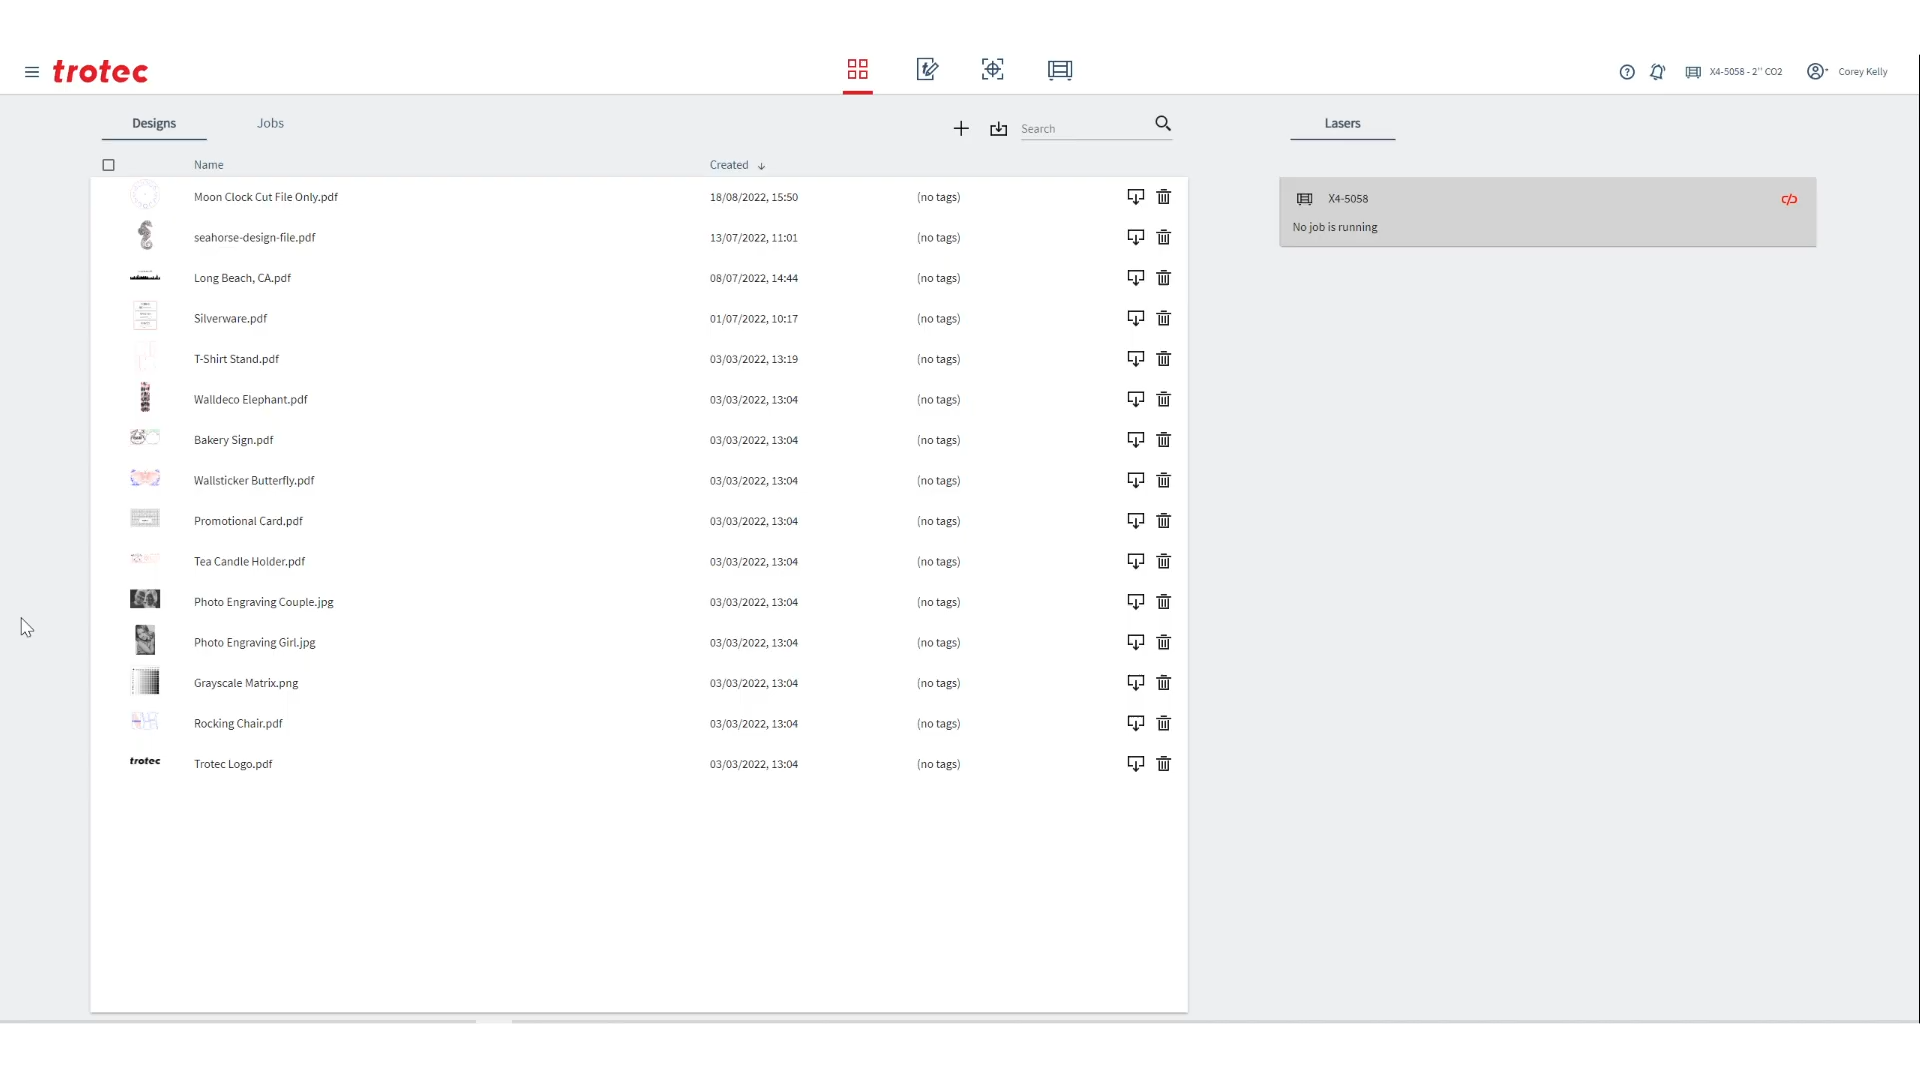 trotec
X4-5058 - 2'' CO2
Corey Kelly
Designs
Jobs
Search
Lasers
Name
Created
Moon Clock Cut File Only.pdf 18/08/2022, 15:50 (no tags)
seahorse-design-file.pdf 13/07/2022, 11:01 (no tags)
Long Beach, CA.pdf 08/07/2022, 14:44 (no tags)
Silverware.pdf 01/07/2022, 10:17 (no tags)
T-Shirt Stand.pdf 03/03/2022, 13:19 (no tags)
Walldeco Elephant.pdf 03/03/2022, 13:04 (no tags)
Bakery Sign.pdf 03/03/2022, 13:04 (no tags)
Wallsticker Butterfly.pdf 03/03/2022, 13:04 (no tags)
Promotional Card.pdf 03/03/2022, 13:04 (no tags)
Tea Candle Holder.pdf 03/03/2022, 13:04 (no tags)
Photo Engraving Couple.jpg 03/03/2022, 13:04 (no tags)
Photo Engraving Girl.jpg 03/03/2022, 13:04 (no tags)
Grayscale Matrix.png 03/03/2022, 13:04 (no tags)
Rocking Chair.pdf 03/03/2022, 13:04 (no tags)
trotec Trotec Logo.pdf 03/03/2022, 13:04 (no tags)
X4-5058
No job is running